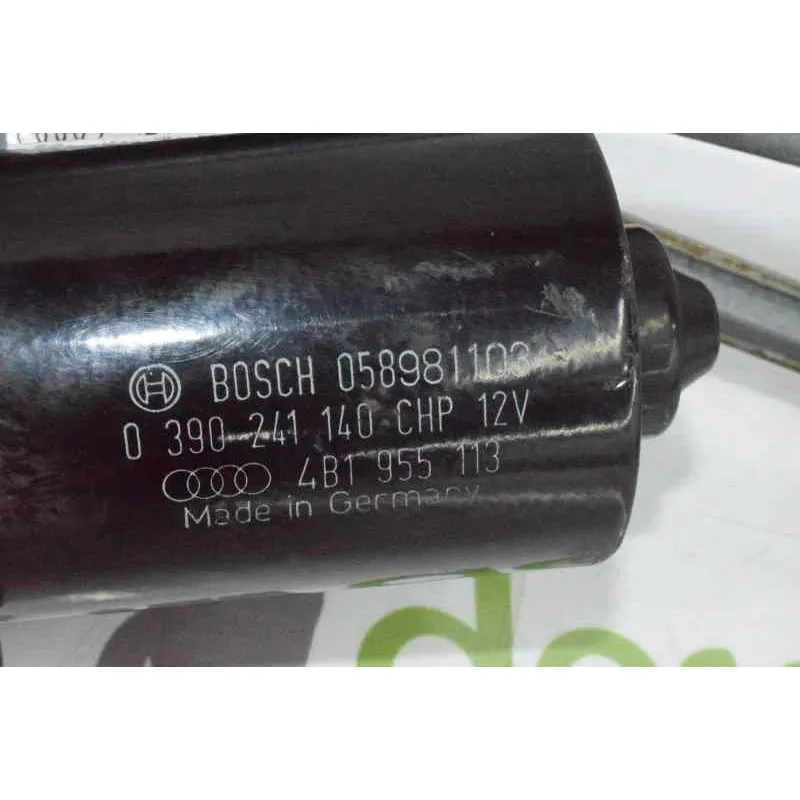 BOSCH 058981103
0 390 241 140 CHP 12V
4B1 955 113
Made in Germany